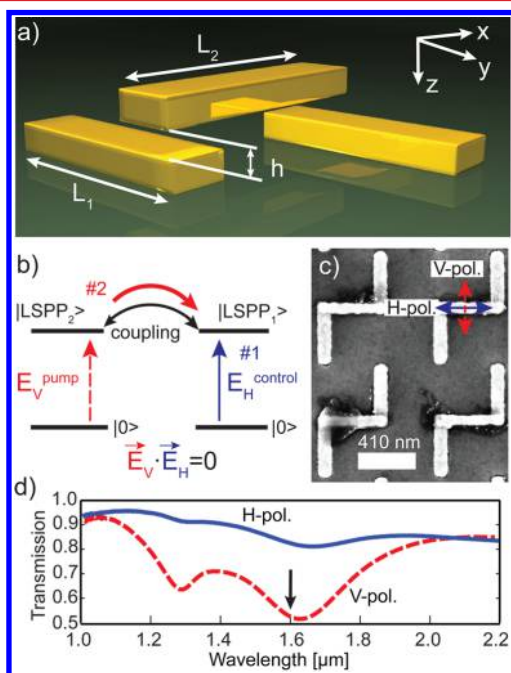 a)
L₂
x
y
z
h
L₁
b)
#2
|LSPP₂>
|LSPP₁>
coupling
#1
E_V^pump
E_H^control
|0>
|0>
E_V·E_H=0
c)
V-pol.
H-pol.
410 nm
d)
1.0
0.9
0.8
0.7
0.6
0.5
Transmission
H-pol.
V-pol.
1.0 1.2 1.4 1.6 1.8 2.0 2.2
Wavelength [µm]